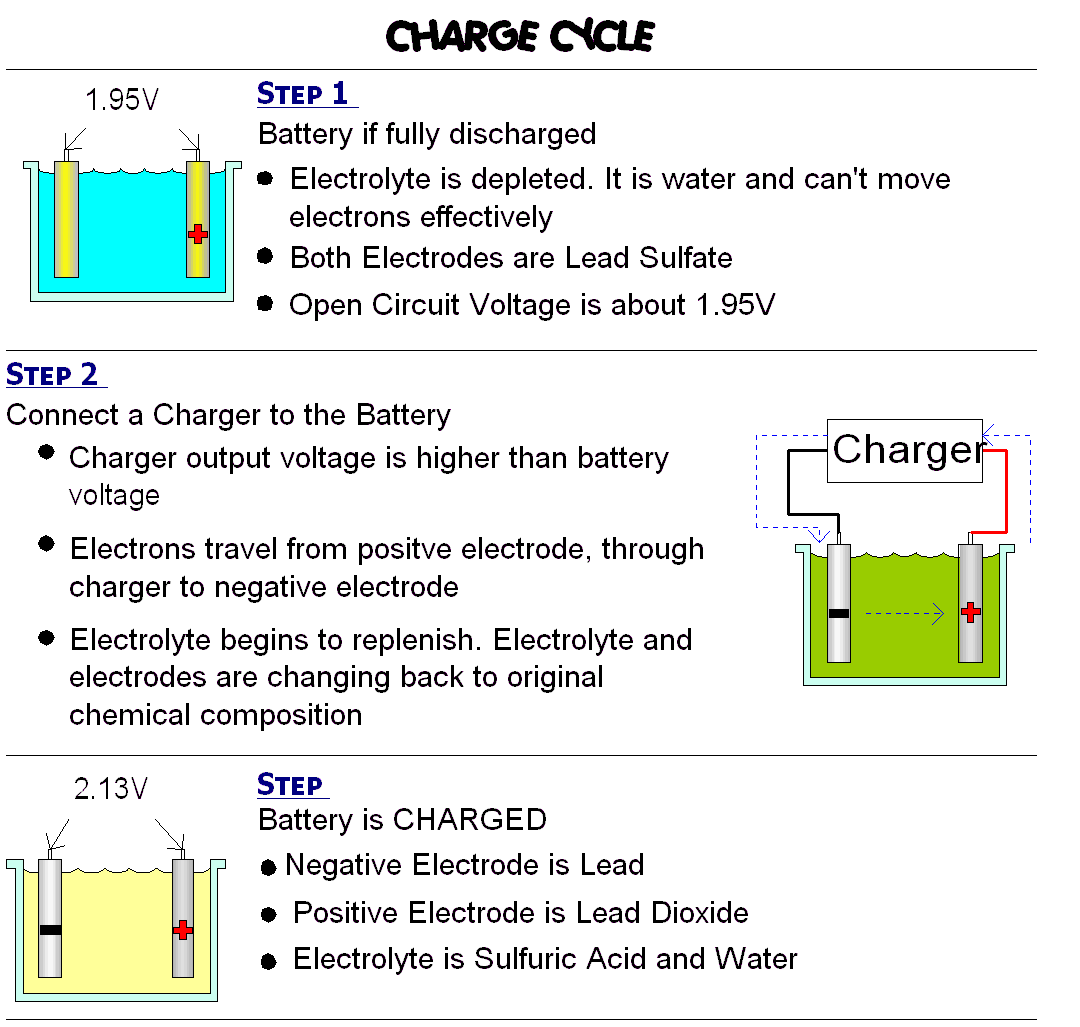 CHARGE CYCLE
1.95V
STEP 1
Battery if fully discharged
Electrolyte is depleted. It is water and can't move
electrons effectively
Both Electrodes are Lead Sulfate
Open Circuit Voltage is about 1.95V
STEP 2
Connect a Charger to the Battery
Charger output voltage is higher than battery
voltage
Electrons travel from positve electrode, through
charger to negative electrode
Electrolyte begins to replenish. Electrolyte and
electrodes are changing back to original
chemical composition
Charger
2.13V
STEP
Battery is CHARGED
Negative Electrode is Lead
Positive Electrode is Lead Dioxide
Electrolyte is Sulfuric Acid and Water